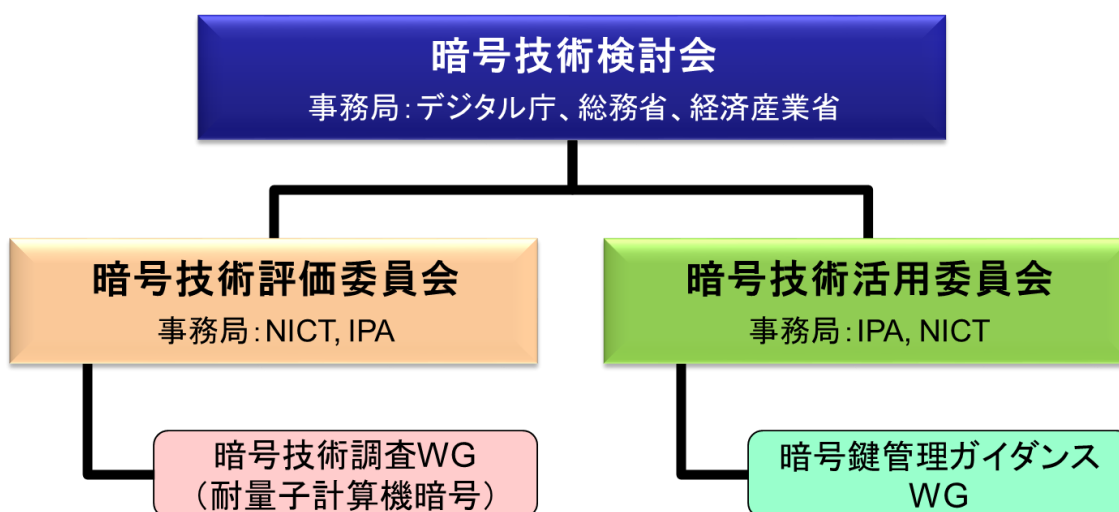 暗号技術検討会
事務局：デジタル庁、総務省、経済産業省
暗号技術評価委員会
事務局：NICT, IPA
暗号技術活用委員会
事務局：IPA, NICT
暗号技術調査WG
（耐量子計算機暗号）
暗号鍵管理ガイダンス
WG